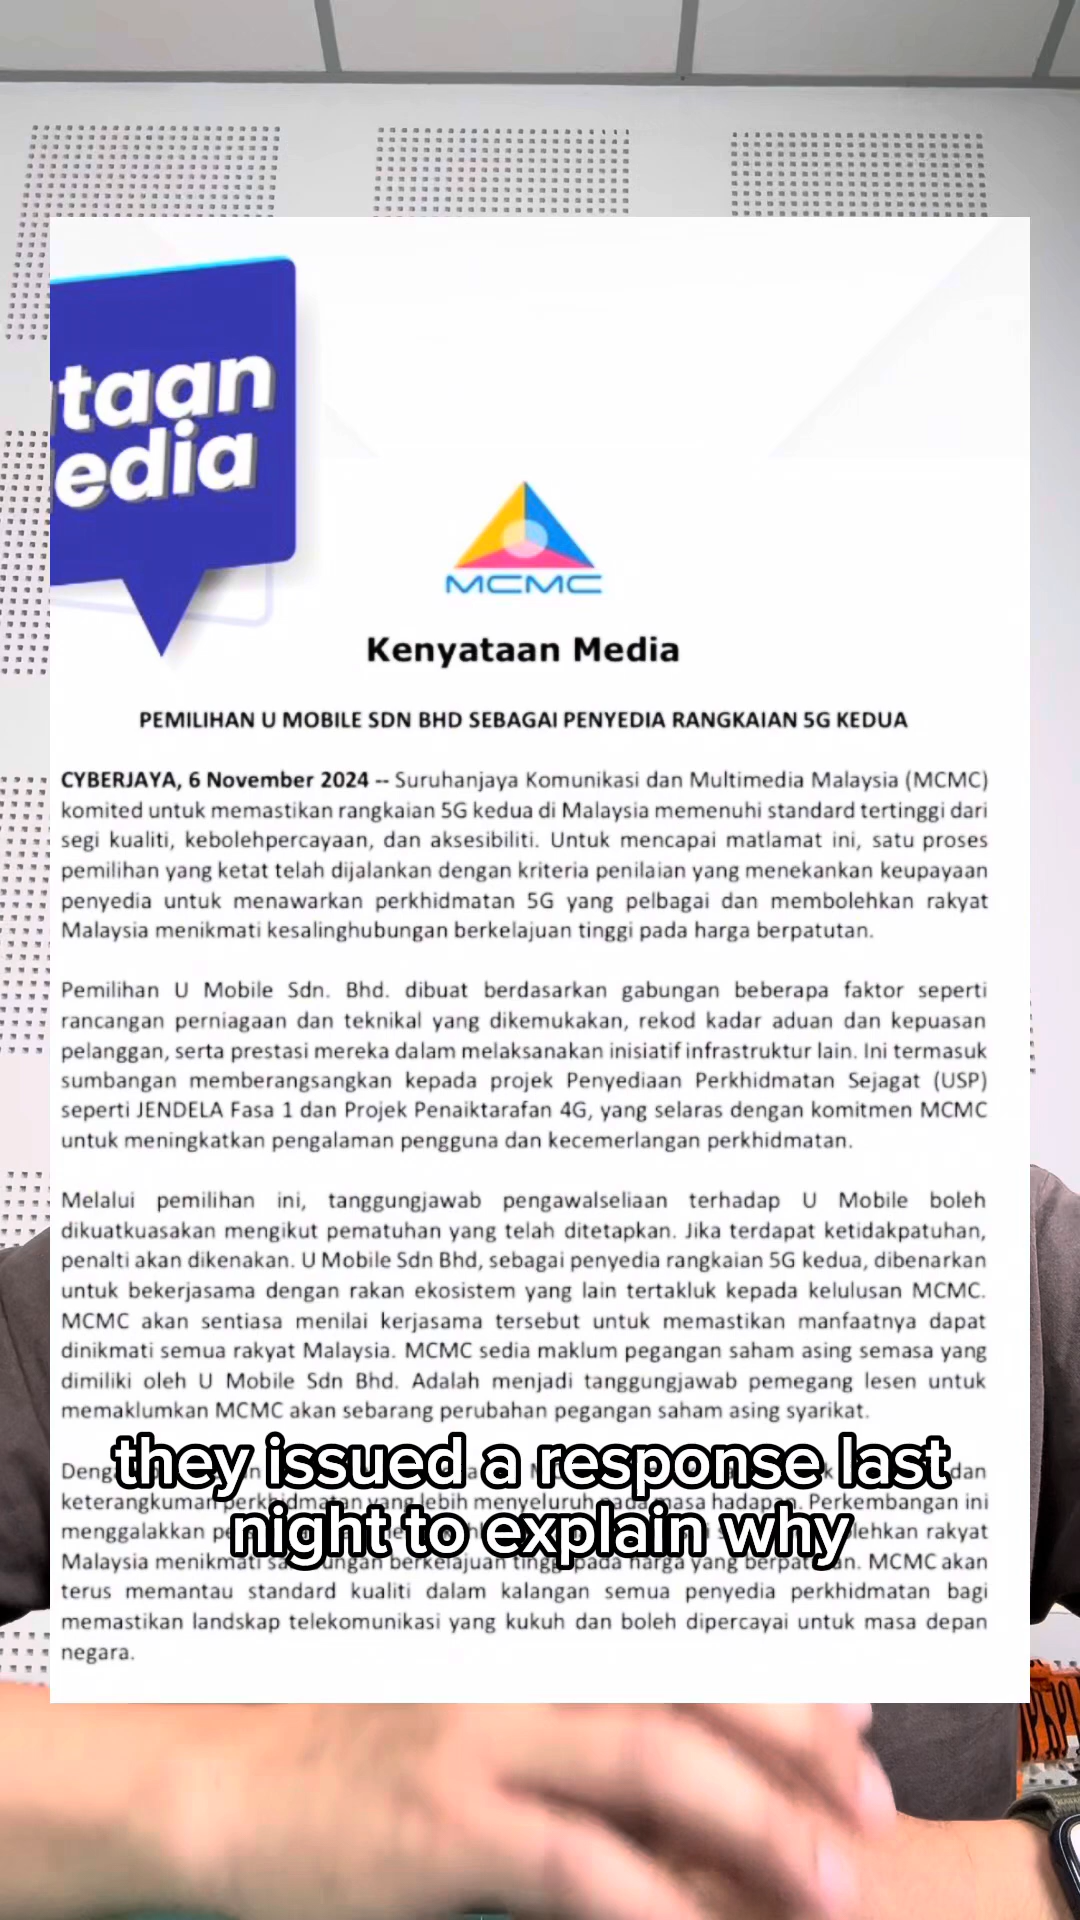 taan
edia
MCMC
Kenyataan Media
PEMILIHAN U MOBILE SDN BHD SEBAGAI PENYEDIA RANGKAIAN 5G KEDUA
CYBERJAYA, 6 November 2024 -- Suruhanjaya Komunikasi dan Multimedia Malaysia (MCMC)
komited untuk memastikan rangkaian 5G kedua di Malaysia memenuhi standard tertinggi dari
segi kualiti, kebolehpercayaan, dan aksesibiliti. Untuk mencapai matlamat ini, satu proses
pemilihan yang ketat telah dijalankan dengan kriteria penilaian yang menekankan keupayaan
penyedia untuk menawarkan perkhidmatan 5G yang pelbagai dan membolehkan rakyat
Malaysia menikmati kesalinghubungan berkelajuan tinggi pada harga berpatutan.
Pemilihan U Mobile Sdn. Bhd. dibuat berdasarkan gabungan beberapa faktor seperti
rancangan perniagaan dan teknikal yang dikemukakan, rekod kadar aduan dan kepuasan
pelanggan, serta prestasi mereka dalam melaksanakan inisiatif infrastruktur lain. Ini termasuk
sumbangan memberangsangkan kepada projek Penyediaan Perkhidmatan Sejagat (USP)
seperti JENDELA Fasa 1 dan Projek Penaiktarafan 4G, yang selaras dengan komitmen MCMC
untuk meningkatkan pengalaman pengguna dan kecemerlangan perkhidmatan.
Melalui pemilihan ini, tanggungjawab pengawalseliaan terhadap U Mobile boleh
dikuatkuasakan mengikut pematuhan yang telah ditetapkan. Jika terdapat ketidakpatuhan,
penalti akan dikenakan. U Mobile Sdn Bhd, sebagai penyedia rangkaian 5G kedua, dibenarkan
untuk bekerjasama dengan rakan ekosistem yang lain tertakluk kepada kelulusan MCMC.
MCMC akan sentiasa menilai kerjasama tersebut untuk memastikan manfaatnya dapat
dinikmati semua rakyat Malaysia. MCMC sedia maklum pegangan saham asing semasa yang
dimiliki oleh U Mobile Sdn Bhd. Adalah menjadi tanggungjawab pemegang lesen untuk
memaklumkan MCMC akan sebarang perubahan pegangan saham asing syarikat.
they issued a response last
night to explain why
dan
keterangkuman perkhidmatan yang lebih menyeluruh pada masa hadapan. Perkembangan ini
menggalakkan rakyat
Malaysia menikmati berkelajuan tinggi pada harga yang berpatutan. MCMC akan
terus memantau standard kualiti dalam kalangan semua penyedia perkhidmatan bagi
memastikan landskap telekomunikasi yang kukuh dan boleh dipercayai untuk masa depan
negara.